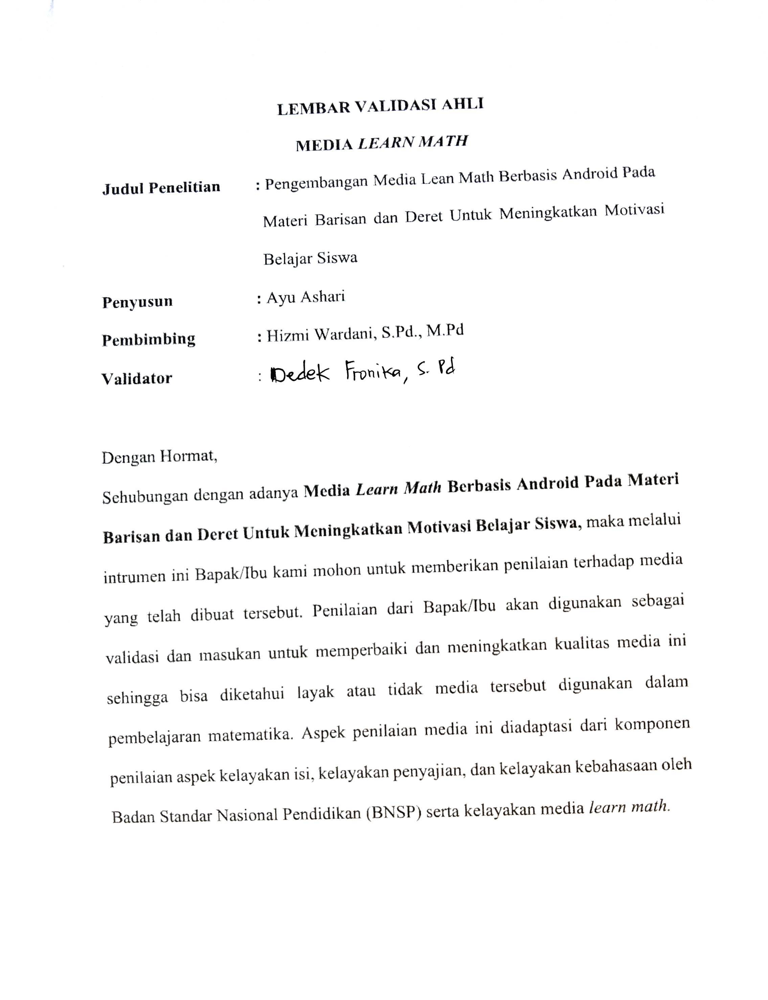 LEMBAR VALIDASI AHLI
MEDIA LEARN MATH
Judul Penelitian : Pengembangan Media Lean Math Berbasis Android Pada
Materi Barisan dan Deret Untuk Meningkatkan Motivasi
Belajar Siswa
Penyusun : Ayu Ashari
Pembimbing : Hizmi Wardani, S.Pd., M.Pd
Validator : Dedek Fronika, S. Pd
Dengan Hormat,
Sehubungan dengan adanya Media Learn Math Berbasis Android Pada Materi
Barisan dan Deret Untuk Meningkatkan Motivasi Belajar Siswa, maka melalui
intrumen ini Bapak/Ibu kami mohon untuk memberikan penilaian terhadap media
yang telah dibuat tersebut. Penilaian dari Bapak/Ibu akan digunakan sebagai
validasi dan masukan untuk memperbaiki dan meningkatkan kualitas media ini
sehingga bisa diketahui layak atau tidak media tersebut digunakan dalam
pembelajaran matematika. Aspek penilaian media ini diadaptasi dari komponen
penilaian aspek kelayakan isi, kelayakan penyajian, dan kelayakan kebahasaan oleh
Badan Standar Nasional Pendidikan (BNSP) serta kelayakan media learn math.